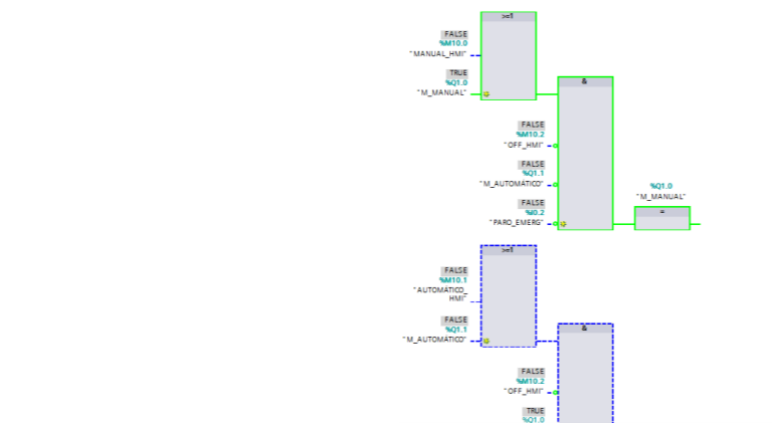 >=1
FALSE
%M10.0
"MANUAL_HMI"
TRUE
%Q1.0
"M_MANUAL"
&
FALSE
%M10.2
"OFF_HMI"
FALSE
%Q1.1
"M_AUTOMÁTICO"
FALSE
%I0.2
"PARO_EMERG"
%Q1.0
"M_MANUAL"
=
>=1
FALSE
%M10.1
"AUTOMÁTICO_
HMI"
FALSE
%Q1.1
"M_AUTOMÁTICO"
&
FALSE
%M10.2
"OFF_HMI"
TRUE
%Q1.0